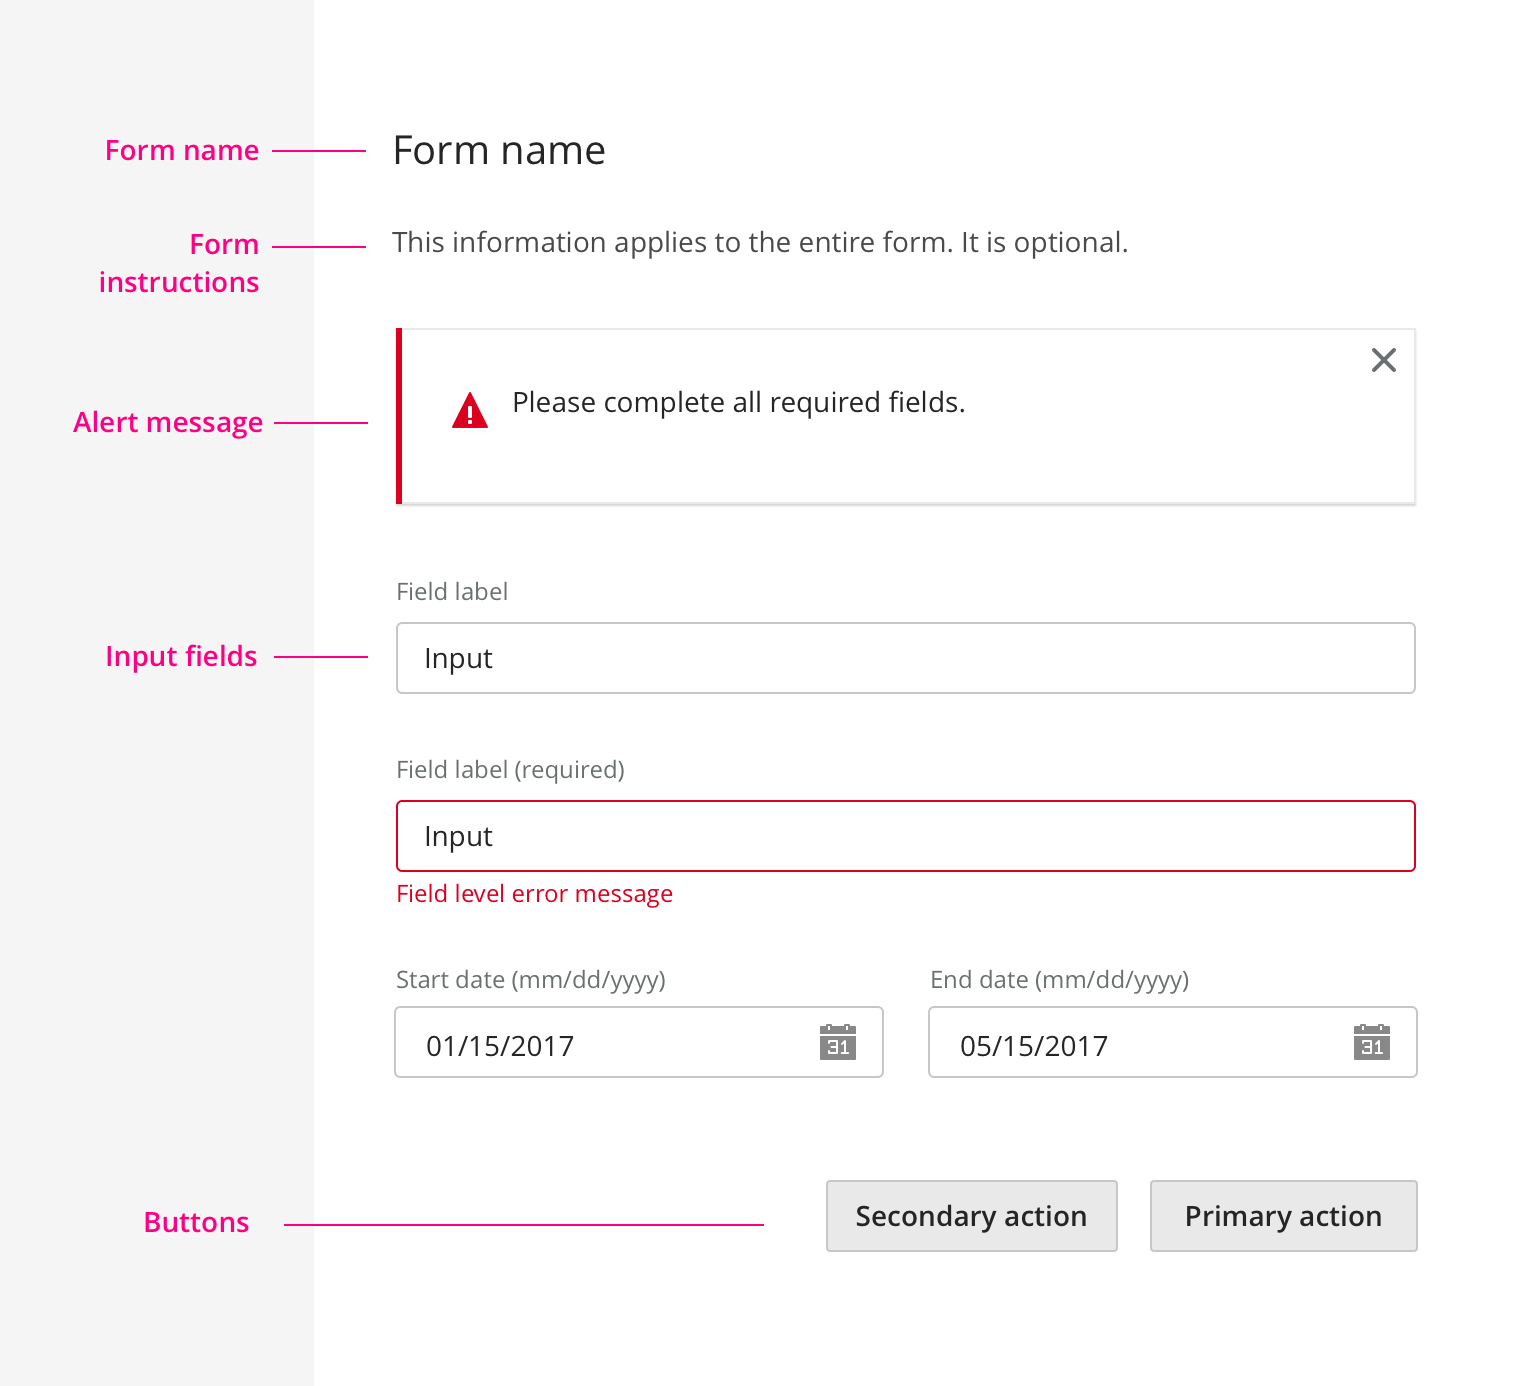 Form name
Form name
Form
instructions
This information applies to the entire form. It is optional.
Alert message
Please complete all required fields.
Field label
Input fields
Input
Field label (required)
Input
Field level error message
Start date (mm/dd/yyyy)
End date (mm/dd/yyyy)
01/15/2017
31
05/15/2017
31
Buttons
Secondary action
Primary action